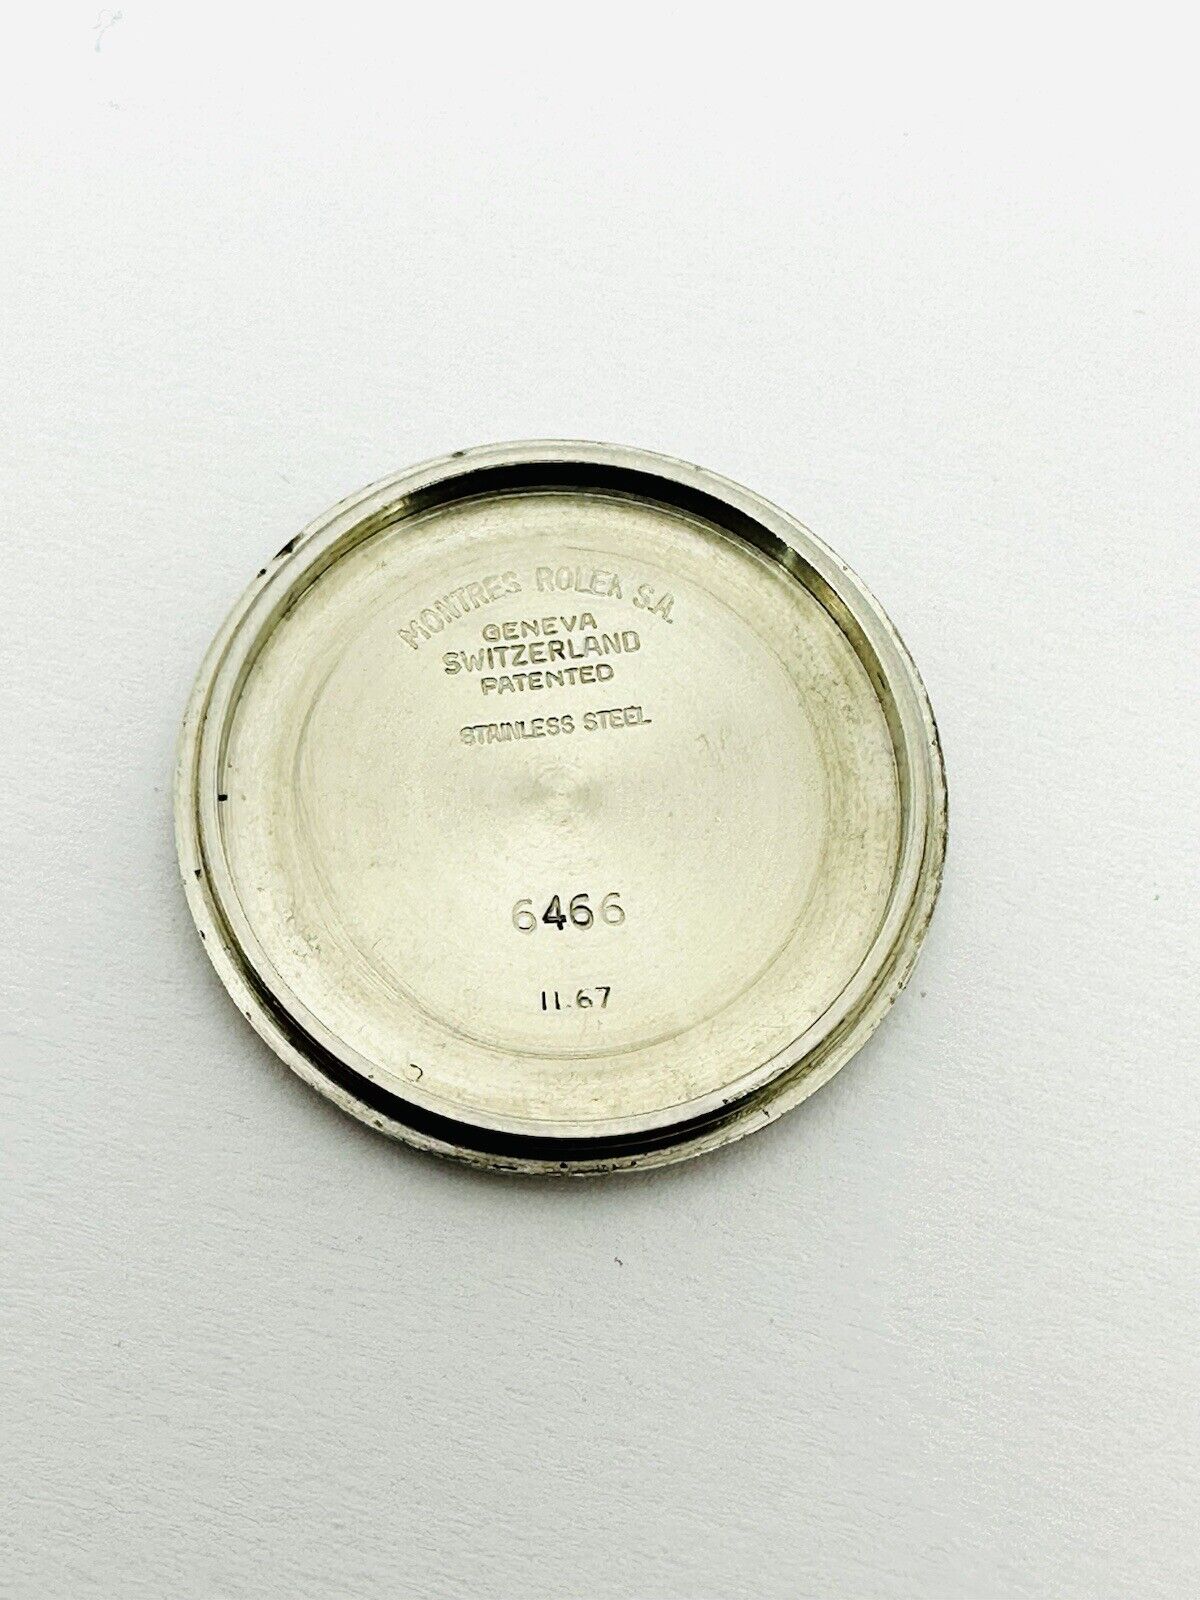 MONTRES ROLEX S.A.
GENEVA
SWITZERLAND
PATENTED
STAINLESS STEEL
6466
II.67